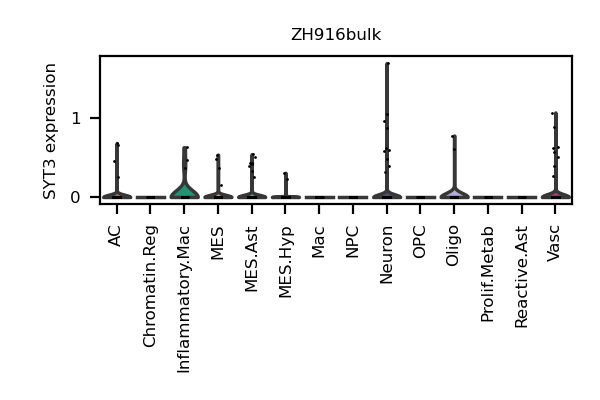 ZH916bulk
SYT3 expression
1
0
AC
Chromatin.Reg
Inflammatory.Mac
MES
MES.Ast
MES.Hyp
Mac
NPC
Neuron
OPC
Oligo
Prolif.Metab
Reactive.Ast
Vasc